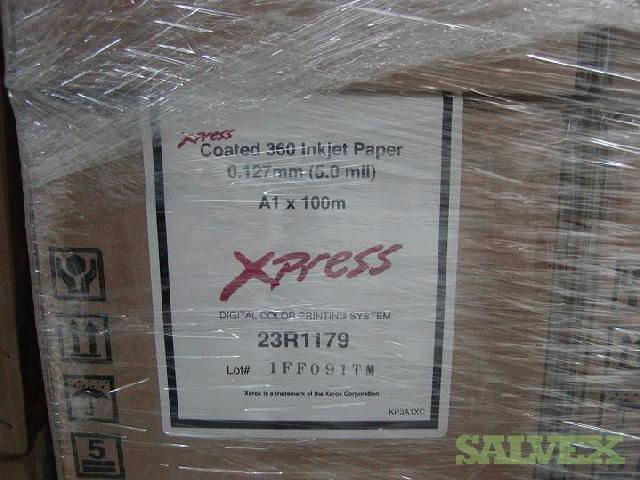 Xpress
Coated 360 Inkjet Paper
0.127mm (5.0 mil)
A1 x 100m
Xpress
DIGITAL COLOR PRINTING SYSTEM
23R1179
Lot# 1FF091TM
Xerox is a trademark of the Xerox Corporation
KP3A1XC
5
SALVEX